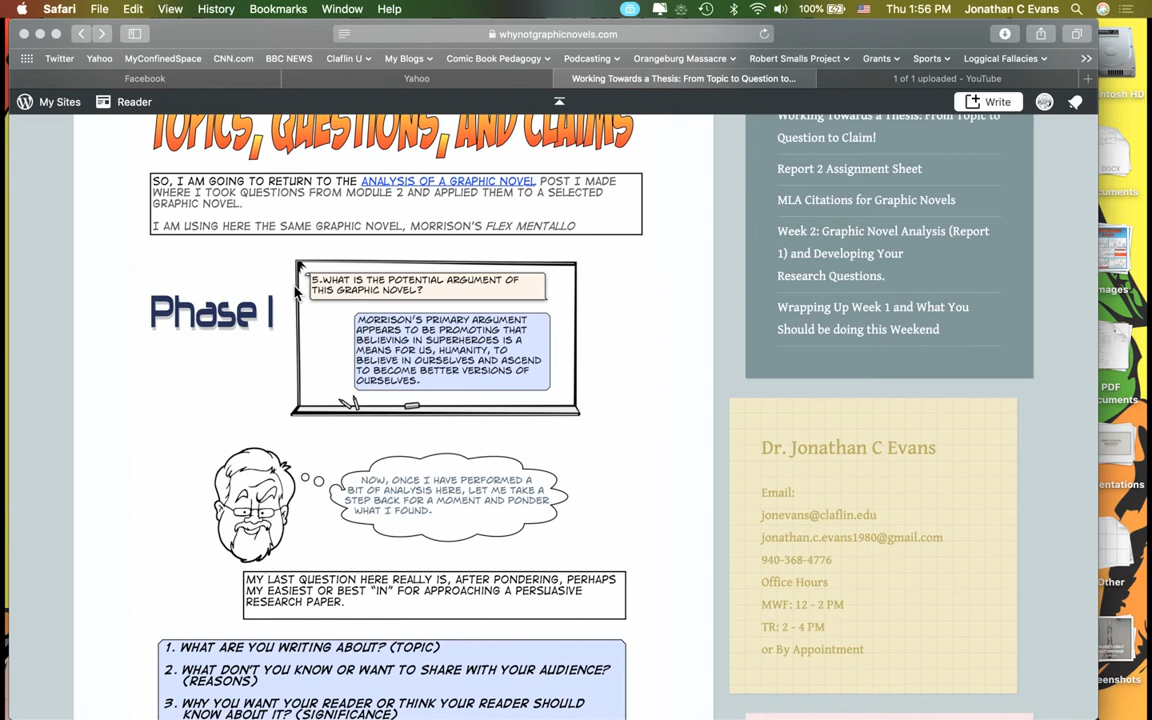 Safari File Edit View History Bookmarks Window Help 100% Thu 1:56 PM Jonathan C Evans
whynotgraphicnovels.com
Twitter Yahoo MyConfinedSpace CNN.com BBC NEWS Claflin U My Blogs Comic Book Pedagogy Podcasting Orangeburg Massacre Robert Smalls Project Grants Sports Loggical Fallacies
Facebook Yahoo Working Towards a Thesis: From Topic to Question to... 1 of 1 uploaded - YouTube
My Sites Reader Write
TOPICS, QUESTIONS, AND CLAIMS
SO, I AM GOING TO RETURN TO THE ANALYSIS OF A GRAPHIC NOVEL POST I MADE
WHERE I TOOK QUESTIONS FROM MODULE 2 AND APPLIED THEM TO A SELECTED
GRAPHIC NOVEL.
I AM USING HERE THE SAME GRAPHIC NOVEL, MORRISON'S FLEX MENTALLO
Phase I
5.WHAT IS THE POTENTIAL ARGUMENT OF
THIS GRAPHIC NOVEL?
MORRISON'S PRIMARY ARGUMENT
APPEARS TO BE PROMOTING THAT
BELIEVING IN SUPERHEROES IS A
MEANS FOR US, HUMANITY, TO
BELIEVE IN OURSELVES AND ASCEND
TO BECOME BETTER VERSIONS OF
OURSELVES.
NOW, ONCE I HAVE PERFORMED A
BIT OF ANALYSIS HERE, LET ME TAKE A
STEP BACK FOR A MOMENT AND PONDER
WHAT I FOUND.
MY LAST QUESTION HERE REALLY IS, AFTER PONDERING, PERHAPS
MY EASIEST OR BEST "IN" FOR APPROACHING A PERSUASIVE
RESEARCH PAPER.
1. WHAT ARE YOU WRITING ABOUT? (TOPIC)
2. WHAT DON'T YOU KNOW OR WANT TO SHARE WITH YOUR AUDIENCE?
(REASONS)
3. WHY YOU WANT YOUR READER OR THINK YOUR READER SHOULD
KNOW ABOUT IT? (SIGNIFICANCE)
Working Towards a Thesis: From Topic to
Question to Claim!
Report 2 Assignment Sheet
MLA Citations for Graphic Novels
Week 2: Graphic Novel Analysis (Report
1) and Developing Your
Research Questions.
Wrapping Up Week 1 and What You
Should be doing this Weekend
Dr. Jonathan C Evans
Email:
jonevans@claflin.edu
jonathan.c.evans1980@gmail.com
940-368-4776
Office Hours
MWF: 12 - 2 PM
TR: 2 - 4 PM
or By Appointment
intosh HD
DOCX
cuments
mages
PDF
cuments
entations
Other
eenshots